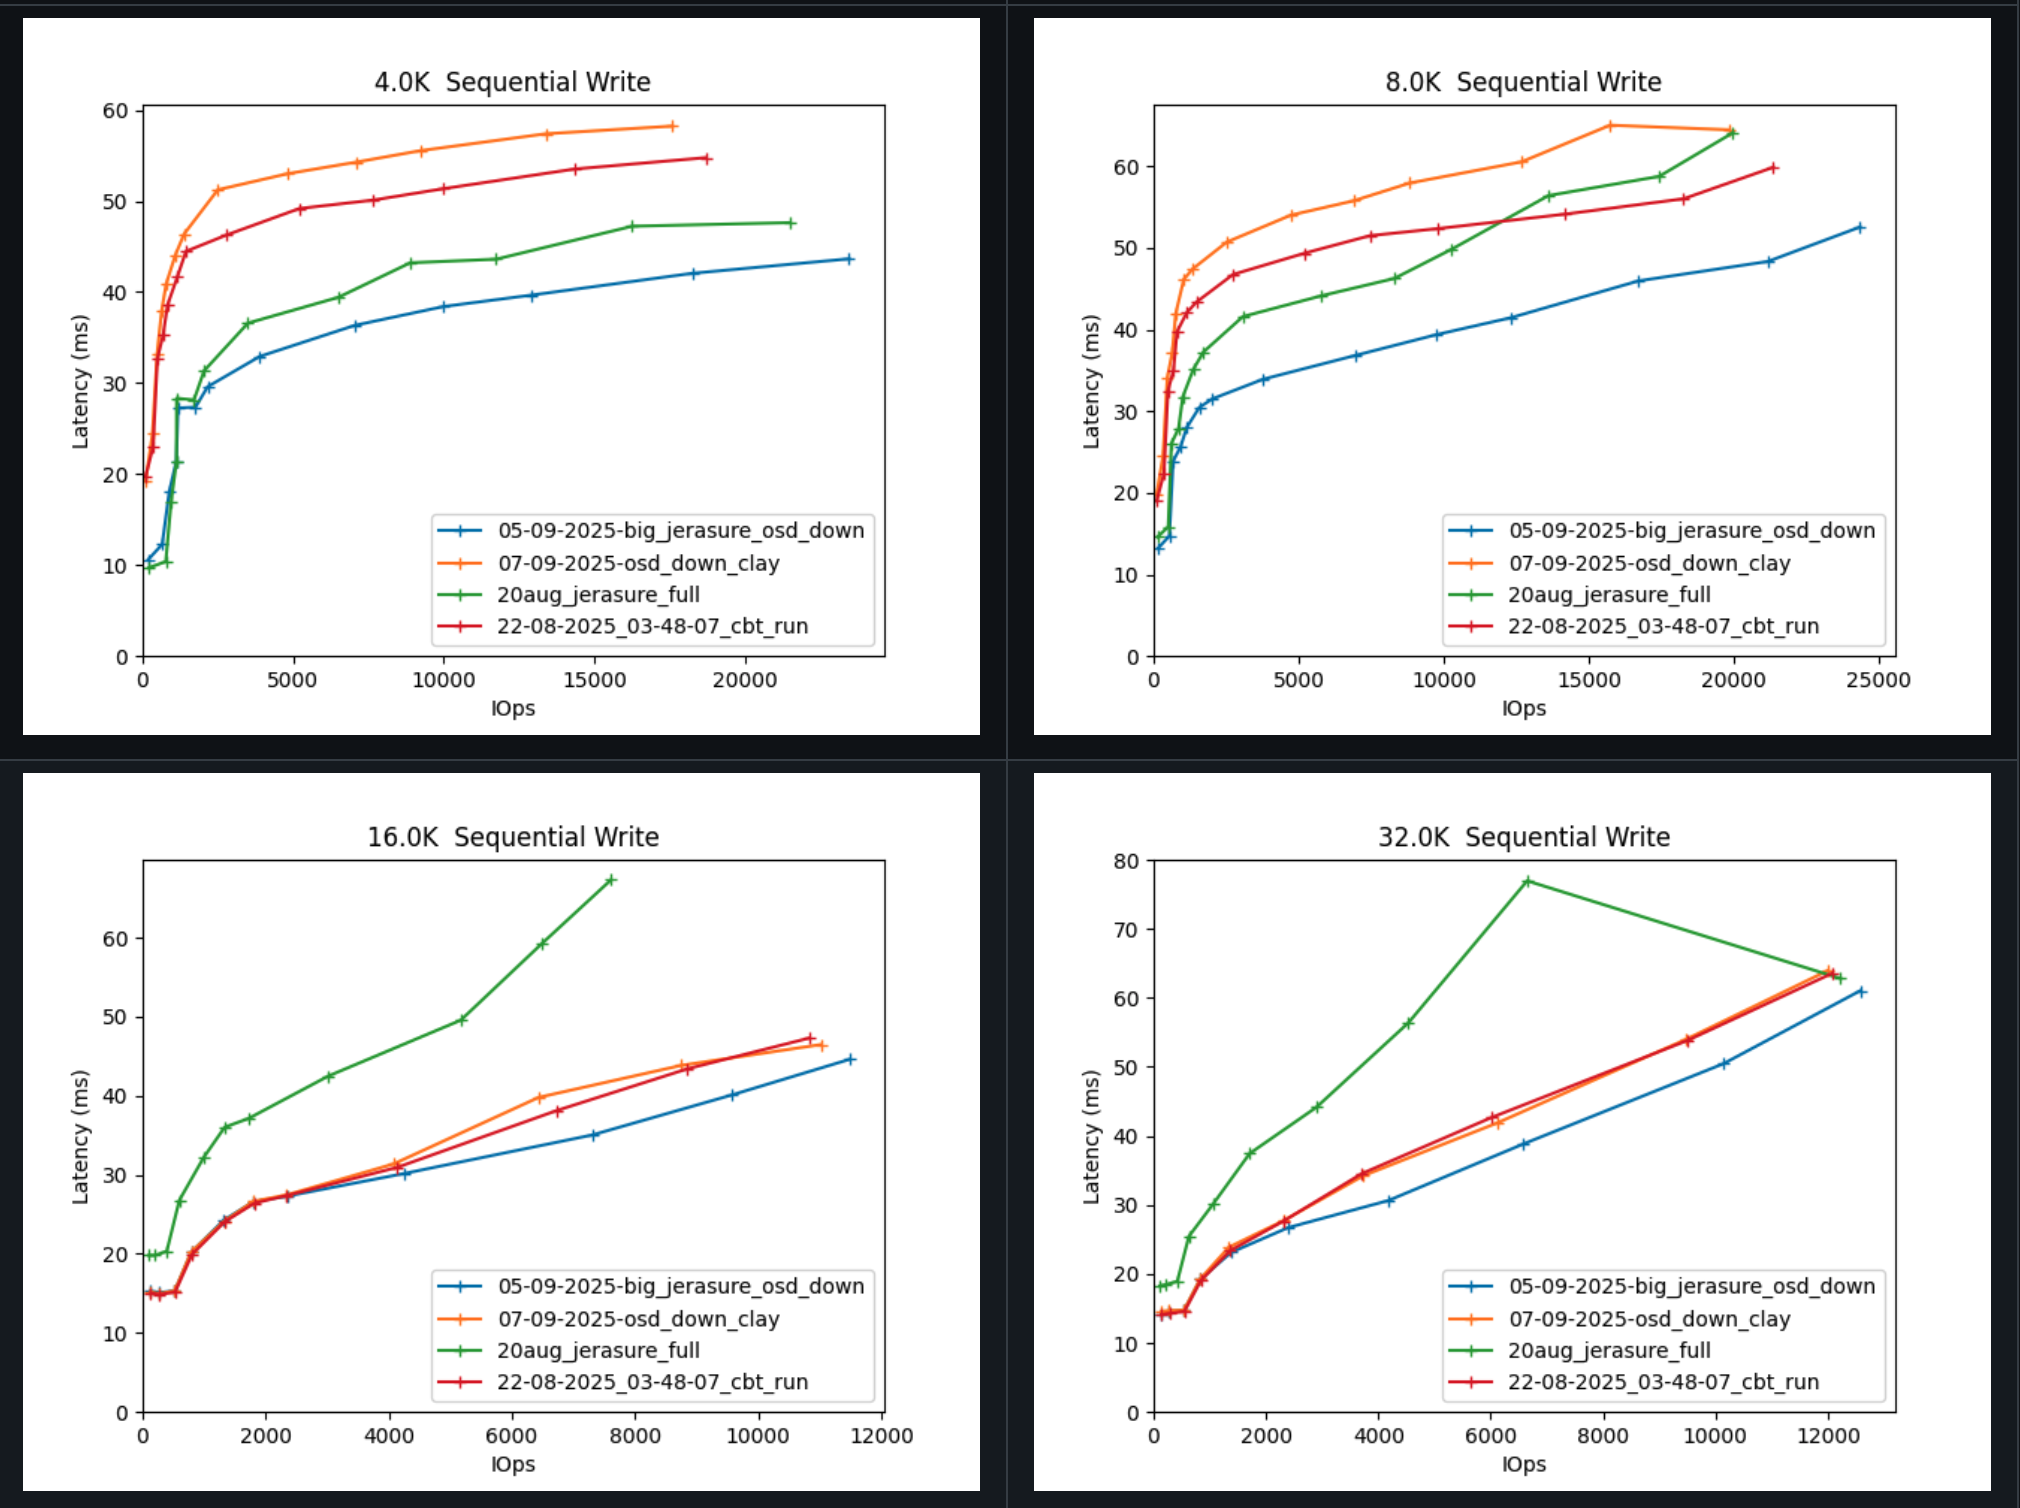 4.0K  Sequential Write
60
50
40
30
20
10
0
Latency (ms)
05-09-2025-big_jerasure_osd_down
07-09-2025-osd_down_clay
20aug_jerasure_full
22-08-2025_03-48-07_cbt_run
0 5000 10000 15000 20000
IOps
8.0K  Sequential Write
60
50
40
30
20
10
0
Latency (ms)
05-09-2025-big_jerasure_osd_down
07-09-2025-osd_down_clay
20aug_jerasure_full
22-08-2025_03-48-07_cbt_run
0 5000 10000 15000 20000 25000
IOps
16.0K  Sequential Write
60
50
40
30
20
10
0
Latency (ms)
05-09-2025-big_jerasure_osd_down
07-09-2025-osd_down_clay
20aug_jerasure_full
22-08-2025_03-48-07_cbt_run
0 2000 4000 6000 8000 10000 12000
IOps
32.0K  Sequential Write
80
70
60
50
40
30
20
10
0
Latency (ms)
05-09-2025-big_jerasure_osd_down
07-09-2025-osd_down_clay
20aug_jerasure_full
22-08-2025_03-48-07_cbt_run
0 2000 4000 6000 8000 10000 12000
IOps